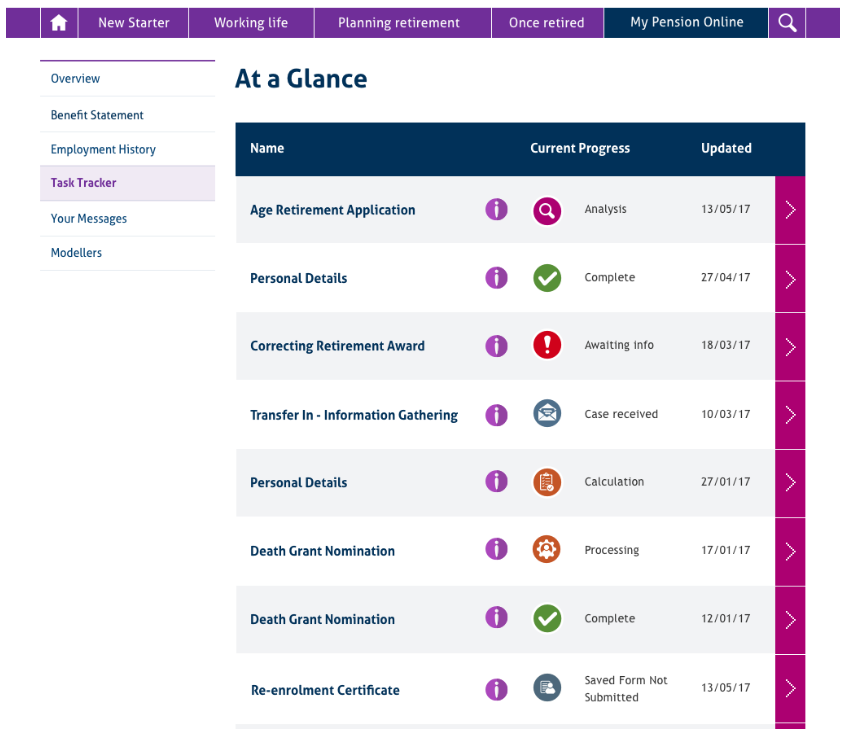 New Starter Working life Planning retirement Once retired My Pension Online
Overview
Benefit Statement
Employment History
Task Tracker
Your Messages
Modellers
At a Glance
Name Current Progress Updated
Age Retirement Application i Analysis 13/05/17
Personal Details i Complete 27/04/17
Correcting Retirement Award i ! Awaiting info 18/03/17
Transfer In - Information Gathering i Case received 10/03/17
Personal Details i Calculation 27/01/17
Death Grant Nomination i Processing 17/01/17
Death Grant Nomination i Complete 12/01/17
Re-enrolment Certificate i Saved Form Not 13/05/17
Submitted